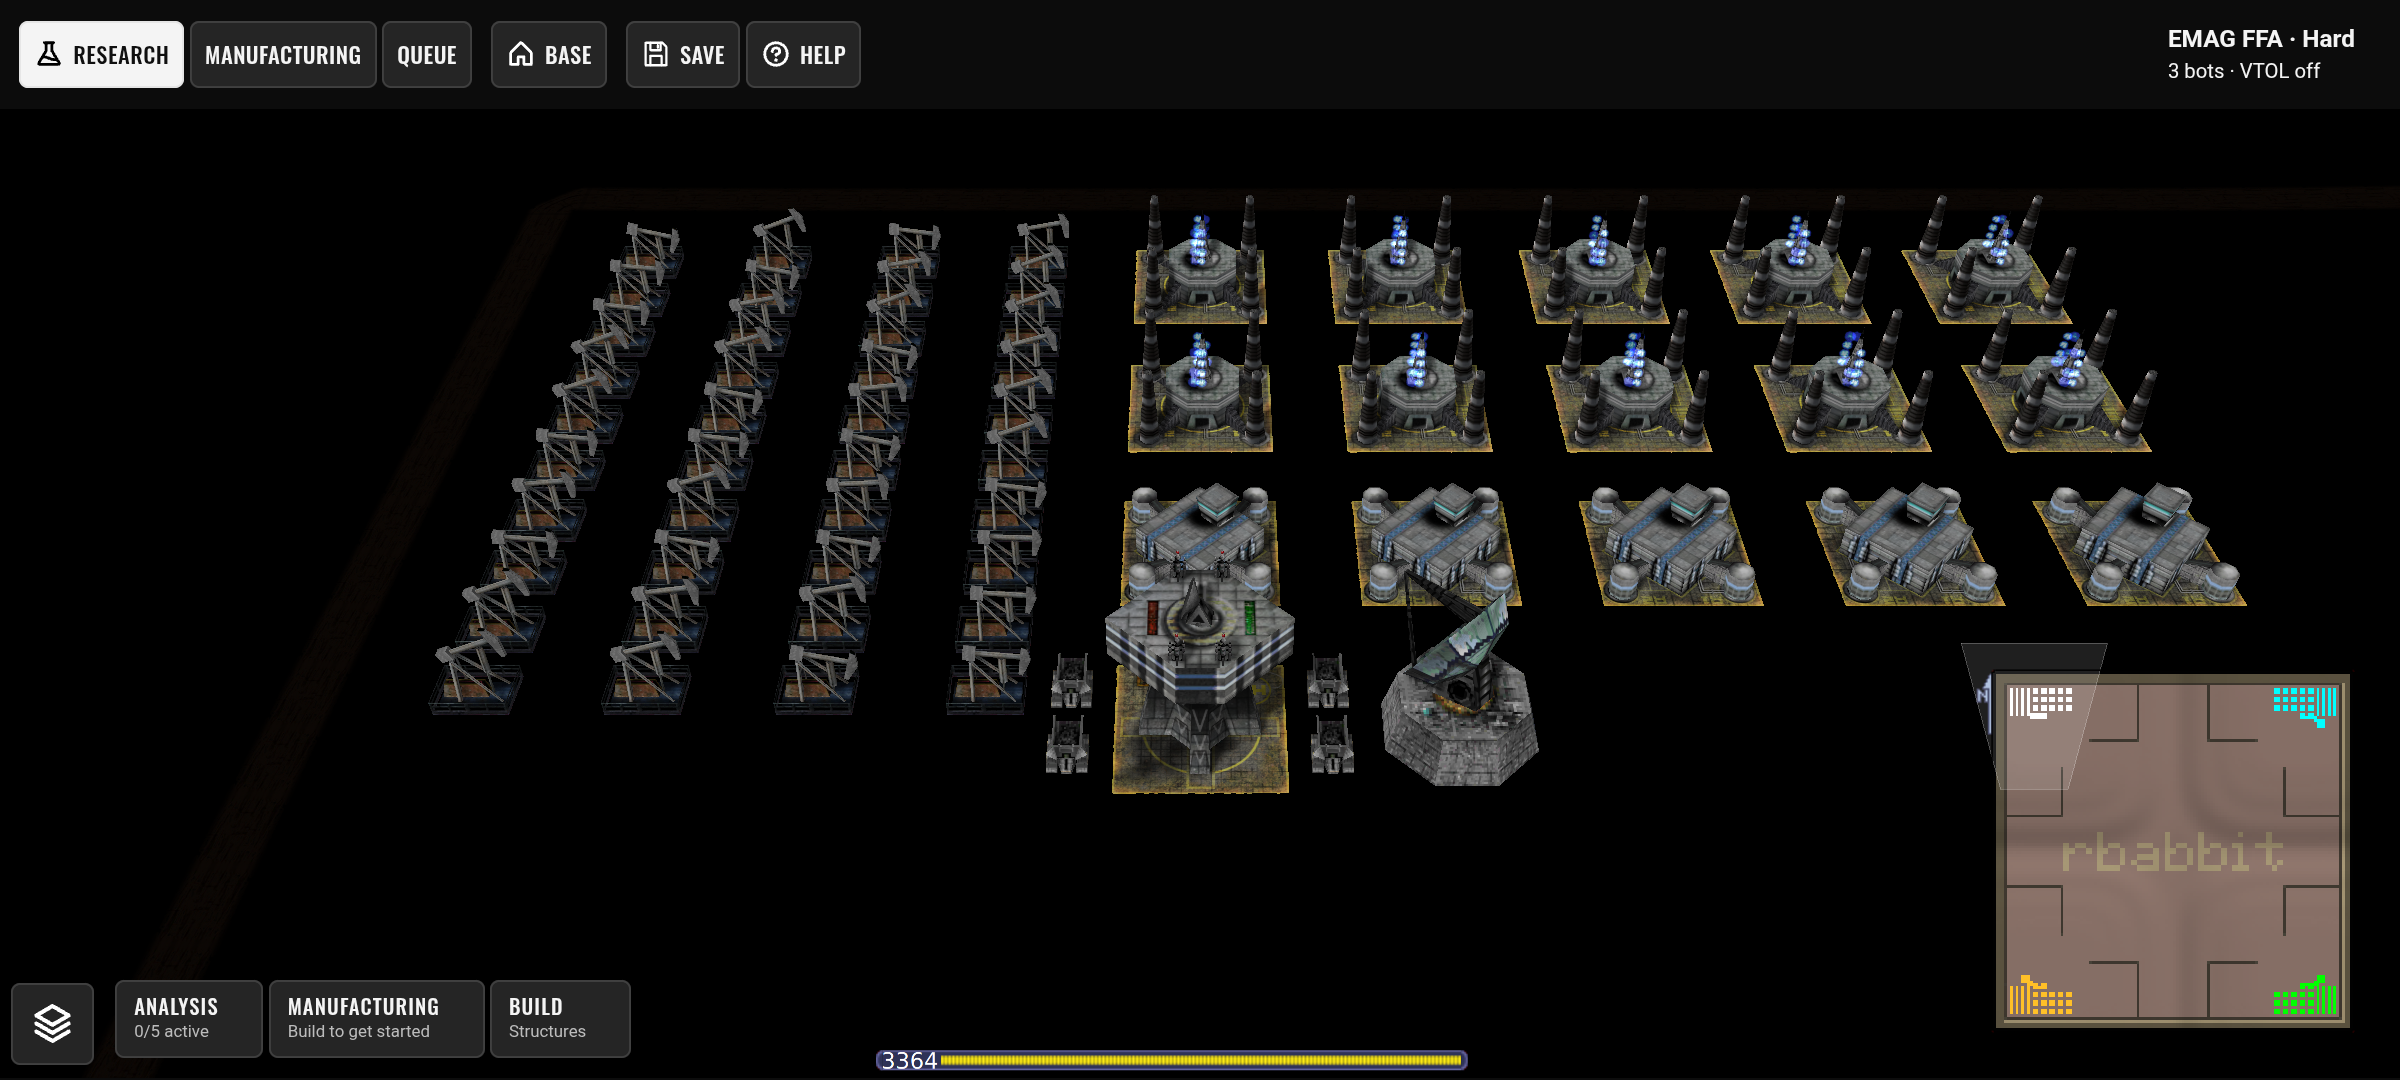 RESEARCH
MANUFACTURING
QUEUE
BASE
SAVE
HELP
EMAG FFA · Hard
3 bots · VTOL off
N
rbabbit
ANALYSIS
0/5 active
MANUFACTURING
Build to get started
BUILD
Structures
3364